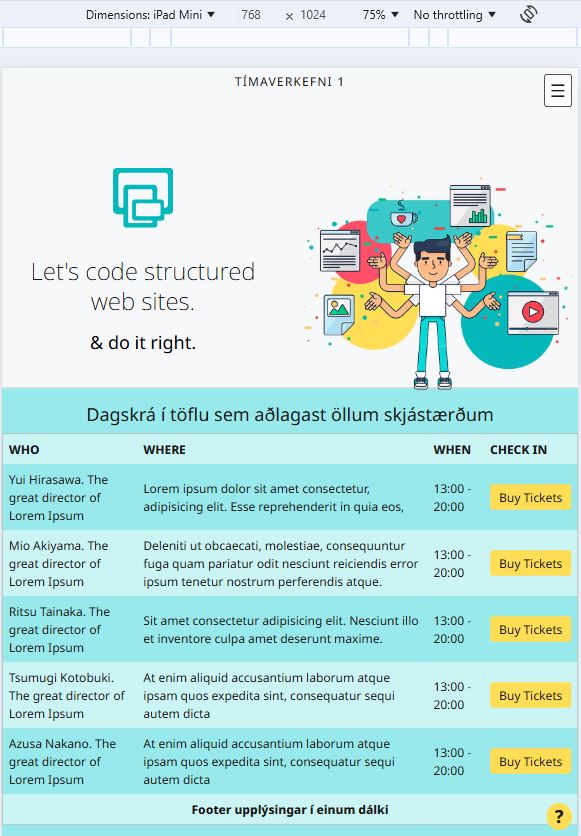 Dimensions: iPad Mini ▼ 768 × 1024 75% ▼ No throttling ▼
TÍMAVERKEFNI 1
Let's code structured
web sites.
& do it right.
Dagskrá í töflu sem aðlagast öllum skjástærðum
WHO WHERE WHEN CHECK IN
Yui Hirasawa. The
great director of
Lorem Ipsum
Lorem ipsum dolor sit amet consectetur,
adipisicing elit. Esse reprehenderit in quia eos,
13:00 -
20:00
Buy Tickets
Mio Akiyama. The
great director of
Lorem Ipsum
Deleniti ut obcaecati, molestiae, consequuntur
fuga quam pariatur odit nesciunt reiciendis error
ipsum tenetur nostrum perferendis atque.
13:00 -
20:00
Buy Tickets
Ritsu Tainaka. The
great director of
Lorem Ipsum
Sit amet consectetur adipisicing elit. Nesciunt illo
et inventore culpa amet deserunt maxime.
13:00 -
20:00
Buy Tickets
Tsumugi Kotobuki.
The great director of
Lorem Ipsum
At enim aliquid accusantium laborum atque
ipsam quos expedita sint, consequatur sequi
autem dicta
13:00 -
20:00
Buy Tickets
Azusa Nakano. The
great director of
Lorem Ipsum
At enim aliquid accusantium laborum atque
ipsam quos expedita sint, consequatur sequi
autem dicta
13:00 -
20:00
Buy Tickets
Footer upplýsingar í einum dálki
?